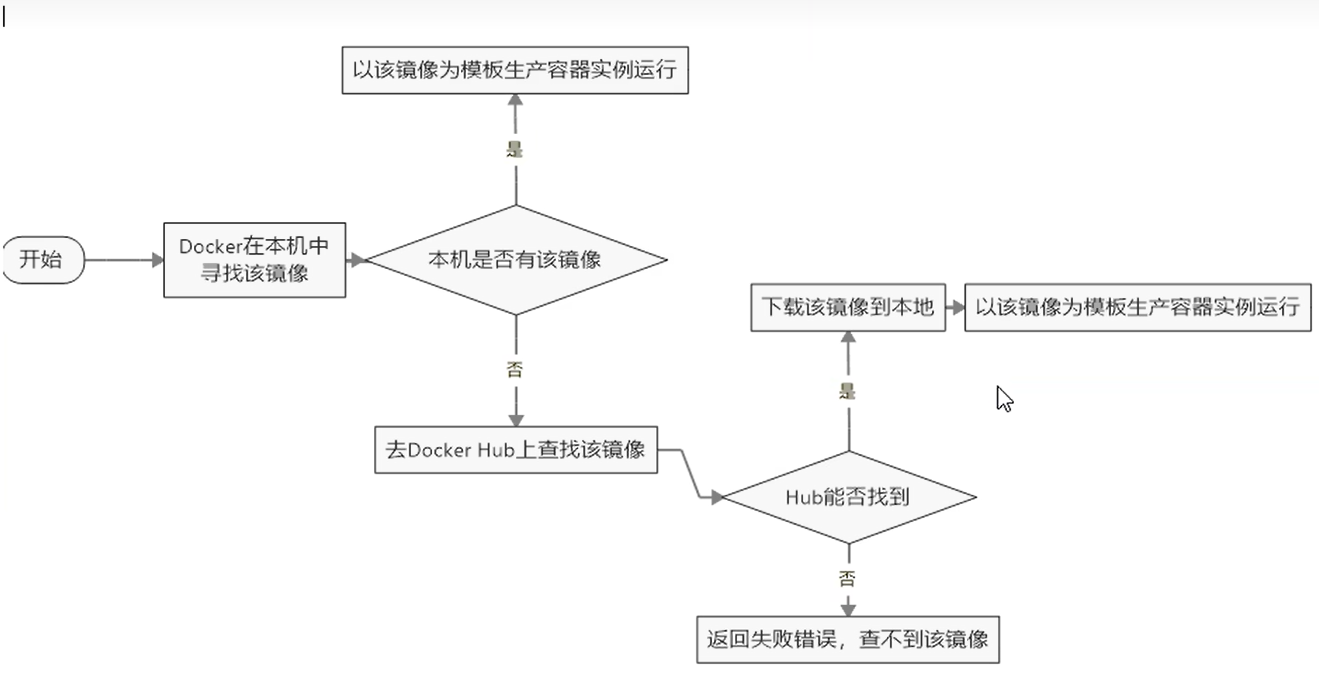 以该镜像为模板生产容器实例运行
是
开始
Docker在本机中
寻找该镜像
本机是否有该镜像
否
去Docker Hub上查找该镜像
Hub能否找到
是
下载该镜像到本地
以该镜像为模板生产容器实例运行
否
返回失败错误，查不到该镜像